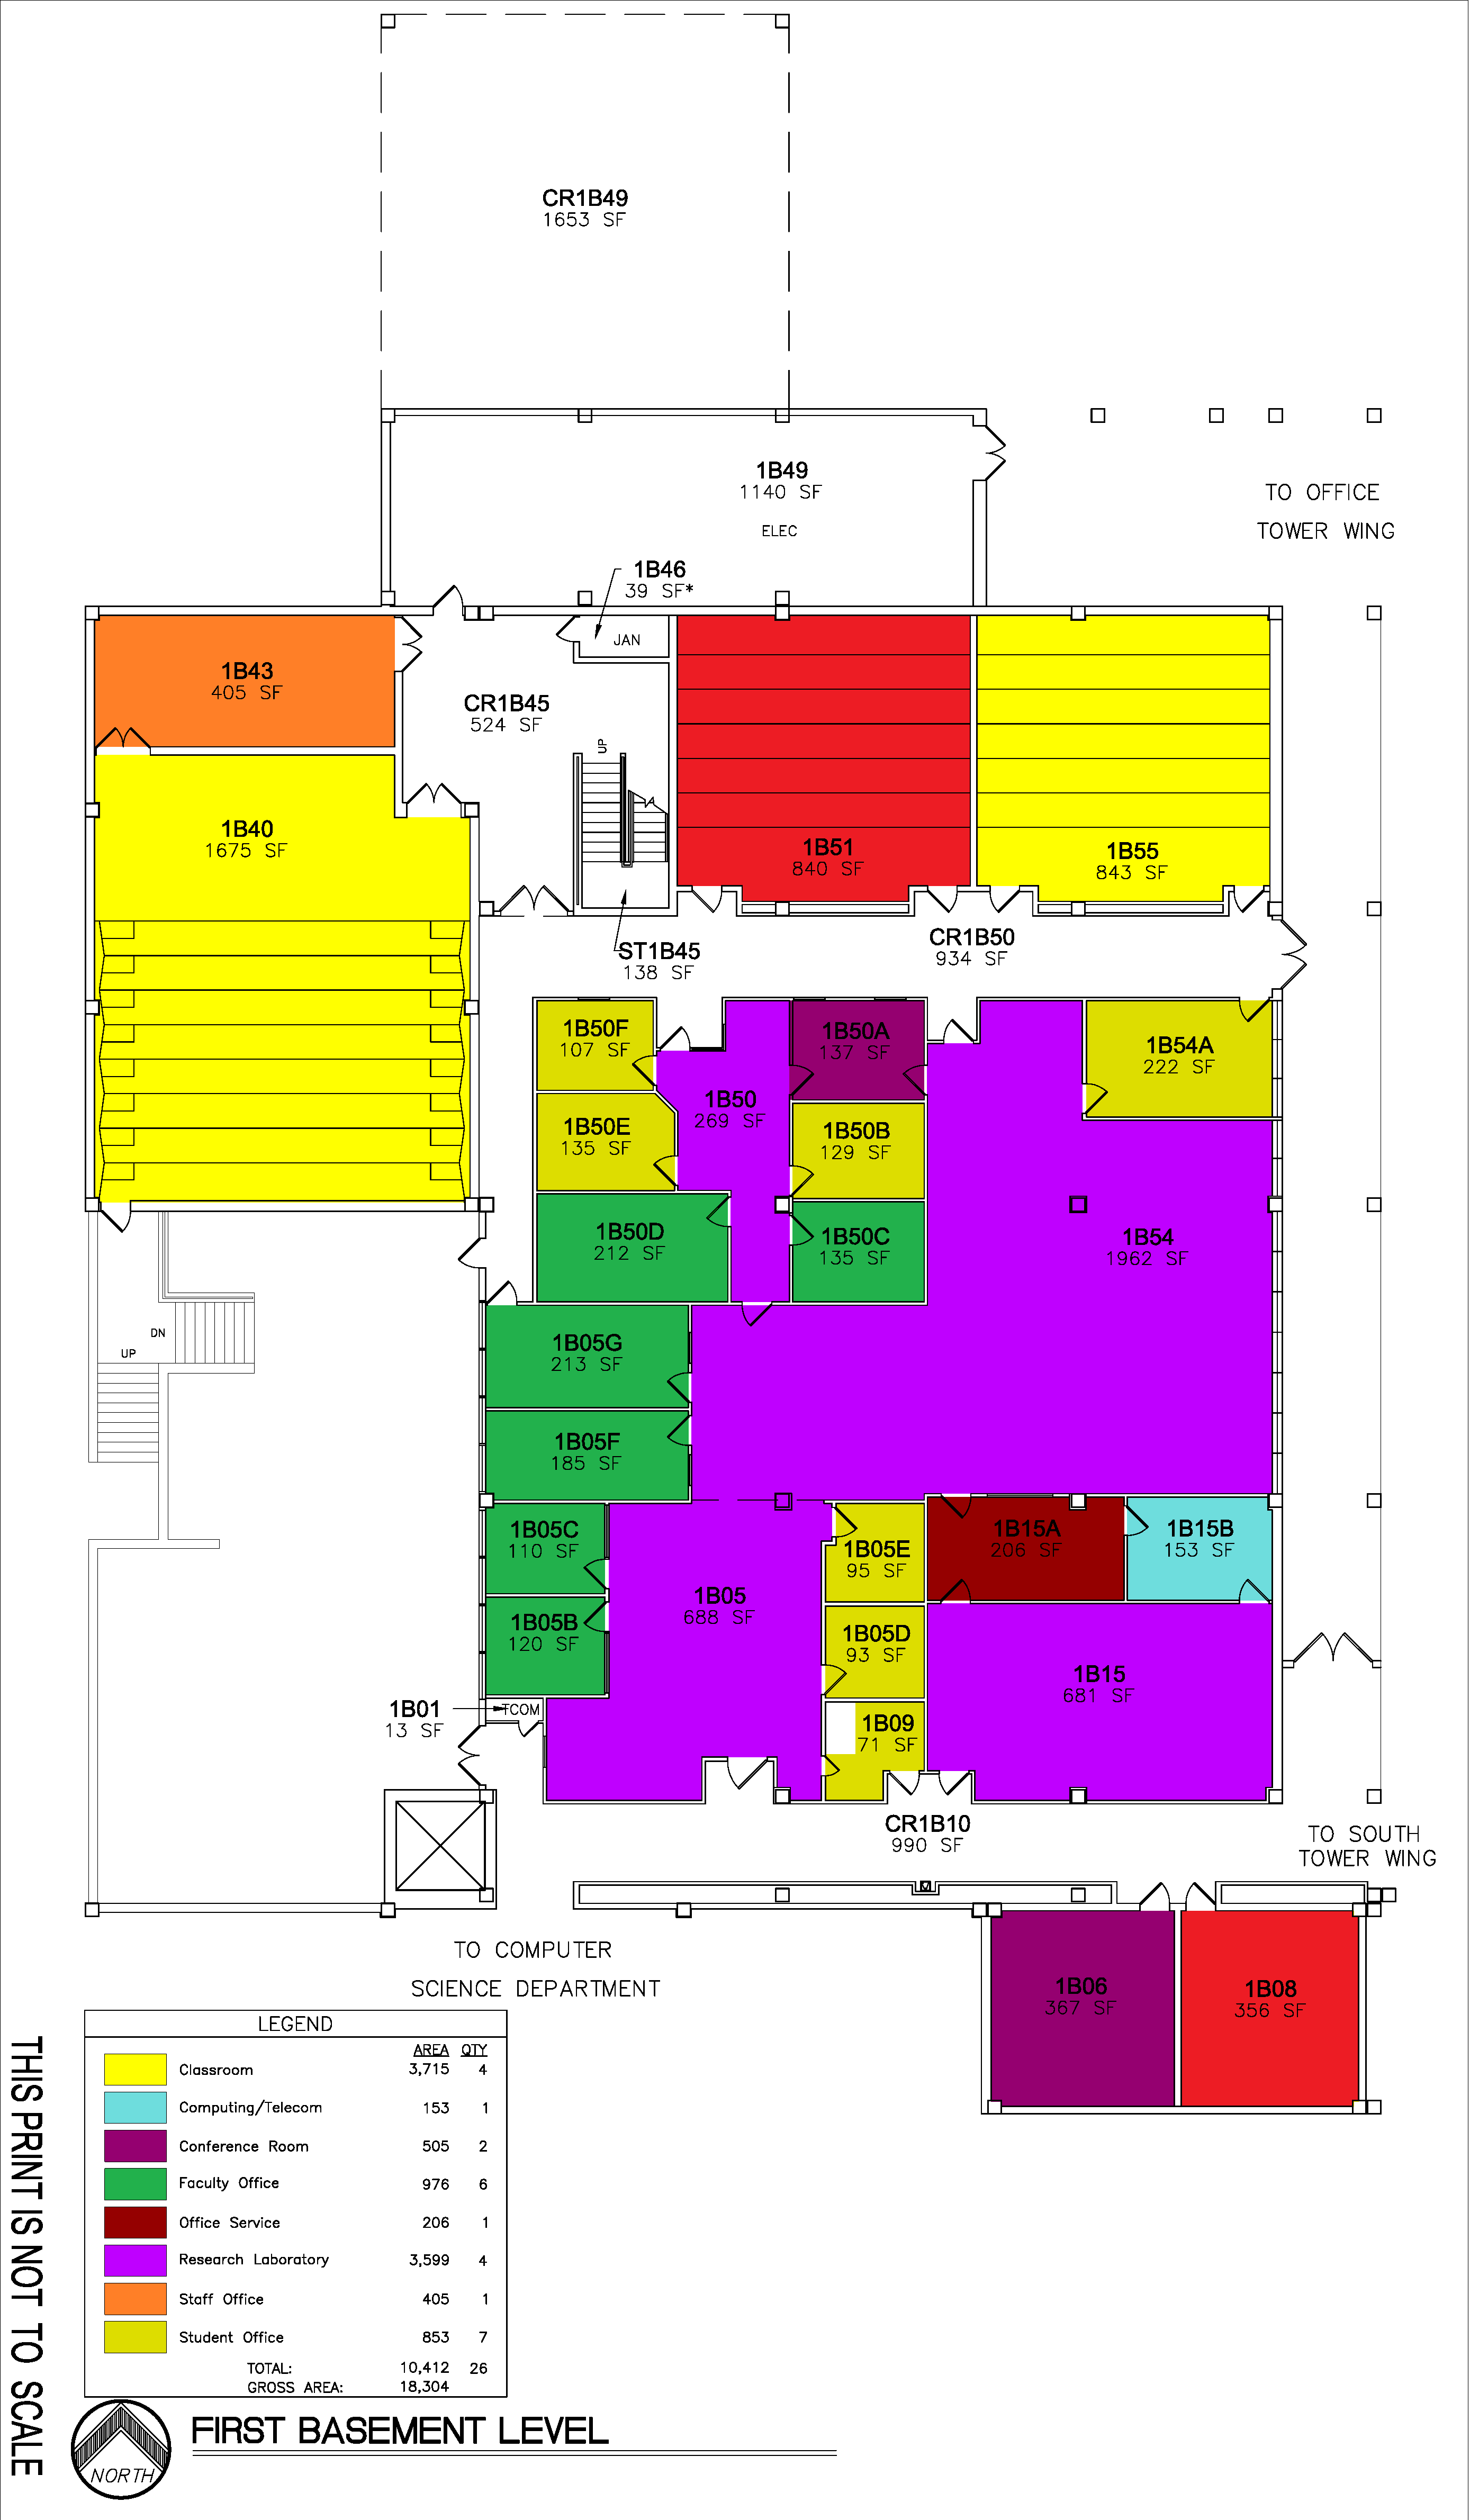 CR1B49
1653 SF
1B49
1140 SF
ELEC
TO OFFICE
TOWER WING
1B46
39 SF*
JAN
1B43
405 SF
CR1B45
524 SF
UP
1B40
1675 SF
1B51
840 SF
1B55
843 SF
ST1B45
138 SF
CR1B50
934 SF
1B50F
107 SF
1B50A
137 SF
1B54A
222 SF
1B50
269 SF
1B50E
135 SF
1B50B
129 SF
1B50D
212 SF
1B50C
135 SF
1B54
1962 SF
DN
UP
1B05G
213 SF
1B05F
185 SF
1B05C
110 SF
1B05E
95 SF
1B15A
206 SF
1B15B
153 SF
1B05
688 SF
1B05B
120 SF
1B05D
93 SF
1B15
681 SF
1B01
13 SF
TCOM
1B09
71 SF
CR1B10
990 SF
TO SOUTH
TOWER WING
TO COMPUTER
SCIENCE DEPARTMENT
1B06
367 SF
1B08
356 SF
LEGEND
AREA QTY
Classroom 3,715 4
Computing/Telecom 153 1
Conference Room 505 2
Faculty Office 976 6
Office Service 206 1
Research Laboratory 3,599 4
Staff Office 405 1
Student Office 853 7
TOTAL: 10,412 26
GROSS AREA: 18,304
THIS PRINT IS NOT TO SCALE
FIRST BASEMENT LEVEL
NORTH